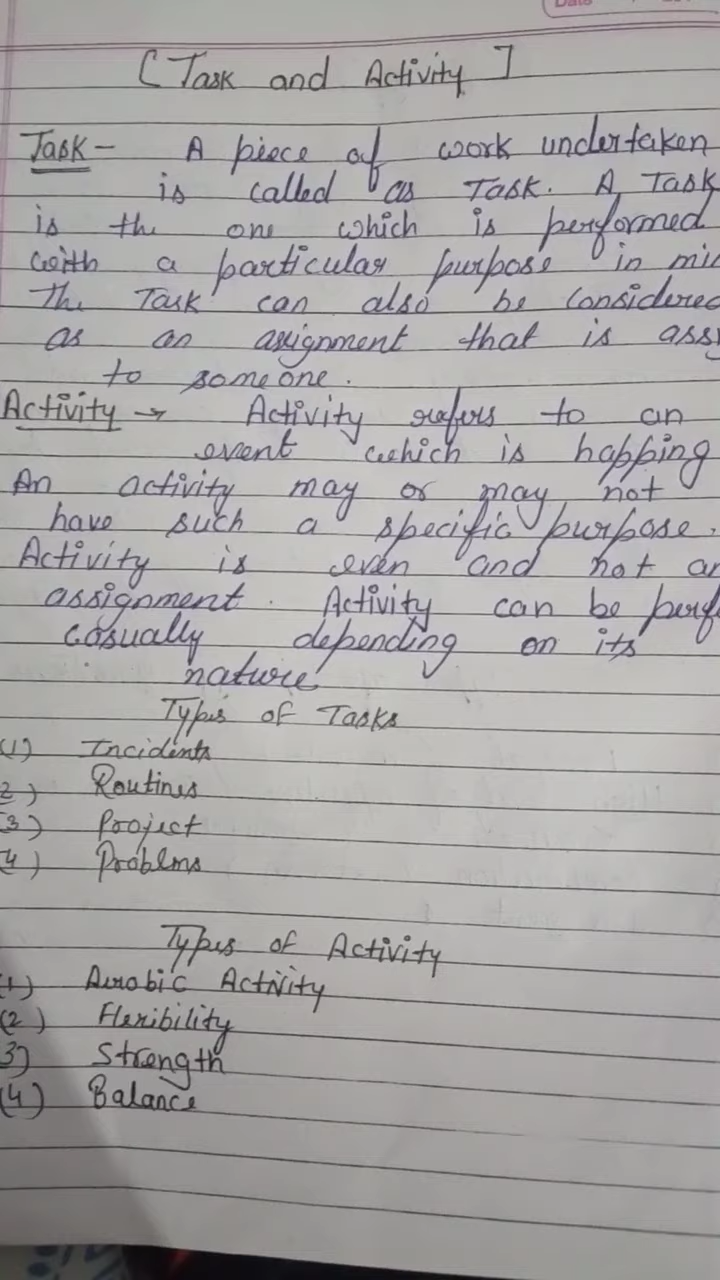 [Task and Activity]
Task - A piece of work undertaken
is called as Task. A Task
is the one which is performed
with a particular purpose in
The Task can also be Considered
as an assignment that is
to someone.
Activity → Activity refers to an
event which is happing
An activity may or may not
have such a specific purpose.
Activity is even and not
assignment. Activity can be
casually depending on its
nature
Types of Tasks
(1) Incidents
2) Routines
(3) Project
(4) Problms
Types of Activity
(1) Aerobic Activity
(2) Flexibility
3) Strength
(4) Balance